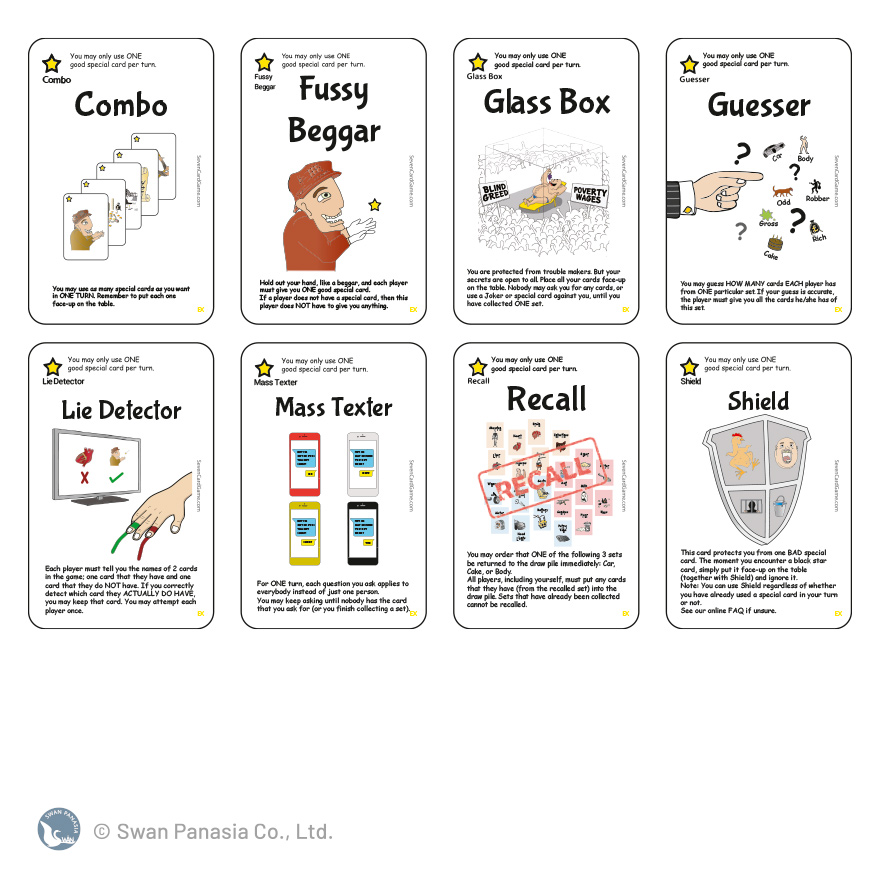 You may only use ONE
good special card per turn.
Combo
Combo
SevenCardGame.com
You may use as many special cards as you want
in ONE TURN. Remember to put each one
face-up on the table.
EX
You may only use ONE
good special card per turn.
Fussy
Beggar
Fussy
Beggar
Hold out your hand, like a beggar, and each player
must give you ONE good special card.
If a player does not have a special card, then this
player does NOT have to give you anything.
EX
You may only use ONE
good special card per turn.
Glass Box
Glass Box
BLIND
GREED
POVERTY
WAGES
SevenCardGame.com
You are protected from trouble makers. But your
secrets are open to all. Place all your cards face-up
on the table. Nobody may ask you for any cards, or
use a Joker or special card against you, until you
have collected ONE set.
EX
You may only use ONE
good special card per turn.
Guesser
Guesser
?
Car
Body
?
Odd
Robber
Gross
?
?
Rich
Cake
You may guess HOW MANY cards EACH player has
from ONE particular set. If your guess is accurate,
the player must give you all the cards he/she has of
this set.
EX
You may only use ONE
good special card per turn.
Lie Detector
Lie Detector
SevenCardGame.com
Each player must tell you the names of 2 cards
in the game; one card that they have and one
card that they do NOT have. If you correctly
detect which card they ACTUALLY DO HAVE,
you may keep that card. You may attempt each
player once.
EX
You may only use ONE
good special card per turn.
Mass Texter
Mass Texter
For ONE turn, each question you ask applies to
everybody instead of just one person.
You may keep asking until nobody has the card
that you ask for (or you finish collecting a set).
EX
You may only use ONE
good special card per turn.
Recall
Recall
RECALL
SevenCardGame.com
You may order that ONE of the following 3 sets
be returned to the draw pile immediately: Car,
Cake, or Body.
All players, including yourself, must put any cards
that they have (from the recalled set) into the
draw pile. Sets that have already been collected
cannot be recalled.
You may only use ONE
good special card per turn.
Shield
Shield
SevenCardGame.com
This card protects you from one BAD special
card. The moment you encounter a black star
card, simply put it face-up on the table
(together with Shield) and ignore it.
Note: You can use Shield regardless of whether
you have already used a special card in your turn
or not.
See our online FAQ if unsure.
EX
SWAN PANASIA
© Swan Panasia Co., Ltd.